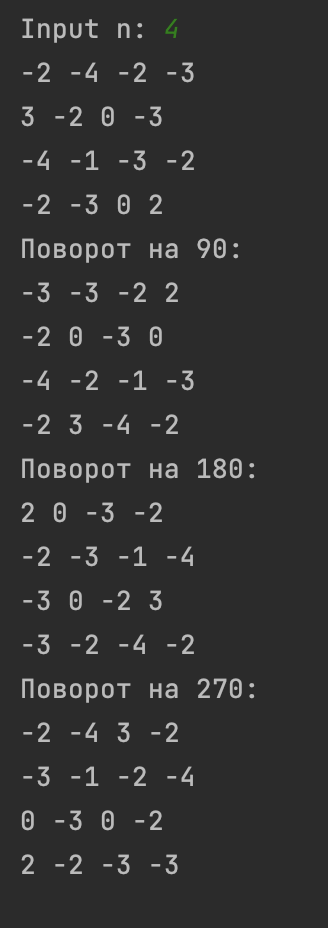 Input n: 4
-2 -4 -2 -3
3 -2 0 -3
-4 -1 -3 -2
-2 -3 0 2
Поворот на 90:
-3 -3 -2 2
-2 0 -3 0
-4 -2 -1 -3
-2 3 -4 -2
Поворот на 180:
2 0 -3 -2
-2 -3 -1 -4
-3 0 -2 3
-3 -2 -4 -2
Поворот на 270:
-2 -4 3 -2
-3 -1 -2 -4
0 -3 0 -2
2 -2 -3 -3